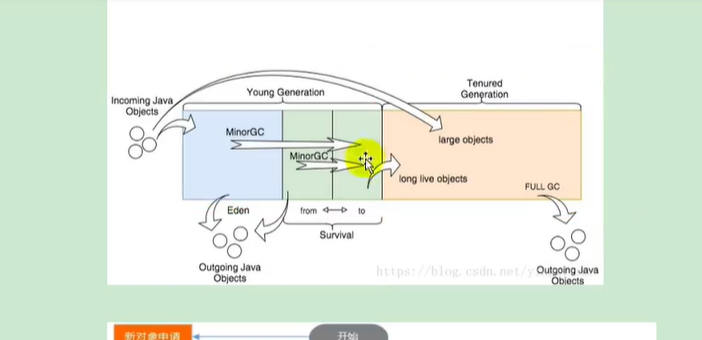 Incoming Java
Objects
Young Generation
Tenured
Generation
MinorGC
MinorGC
large objects
long live objects
FULL GC
Eden
from
to
Survival
Outgoing Java
Objects
https://blog.csdn.net/y
Outgoing Java
Objects
新对象申请
开始